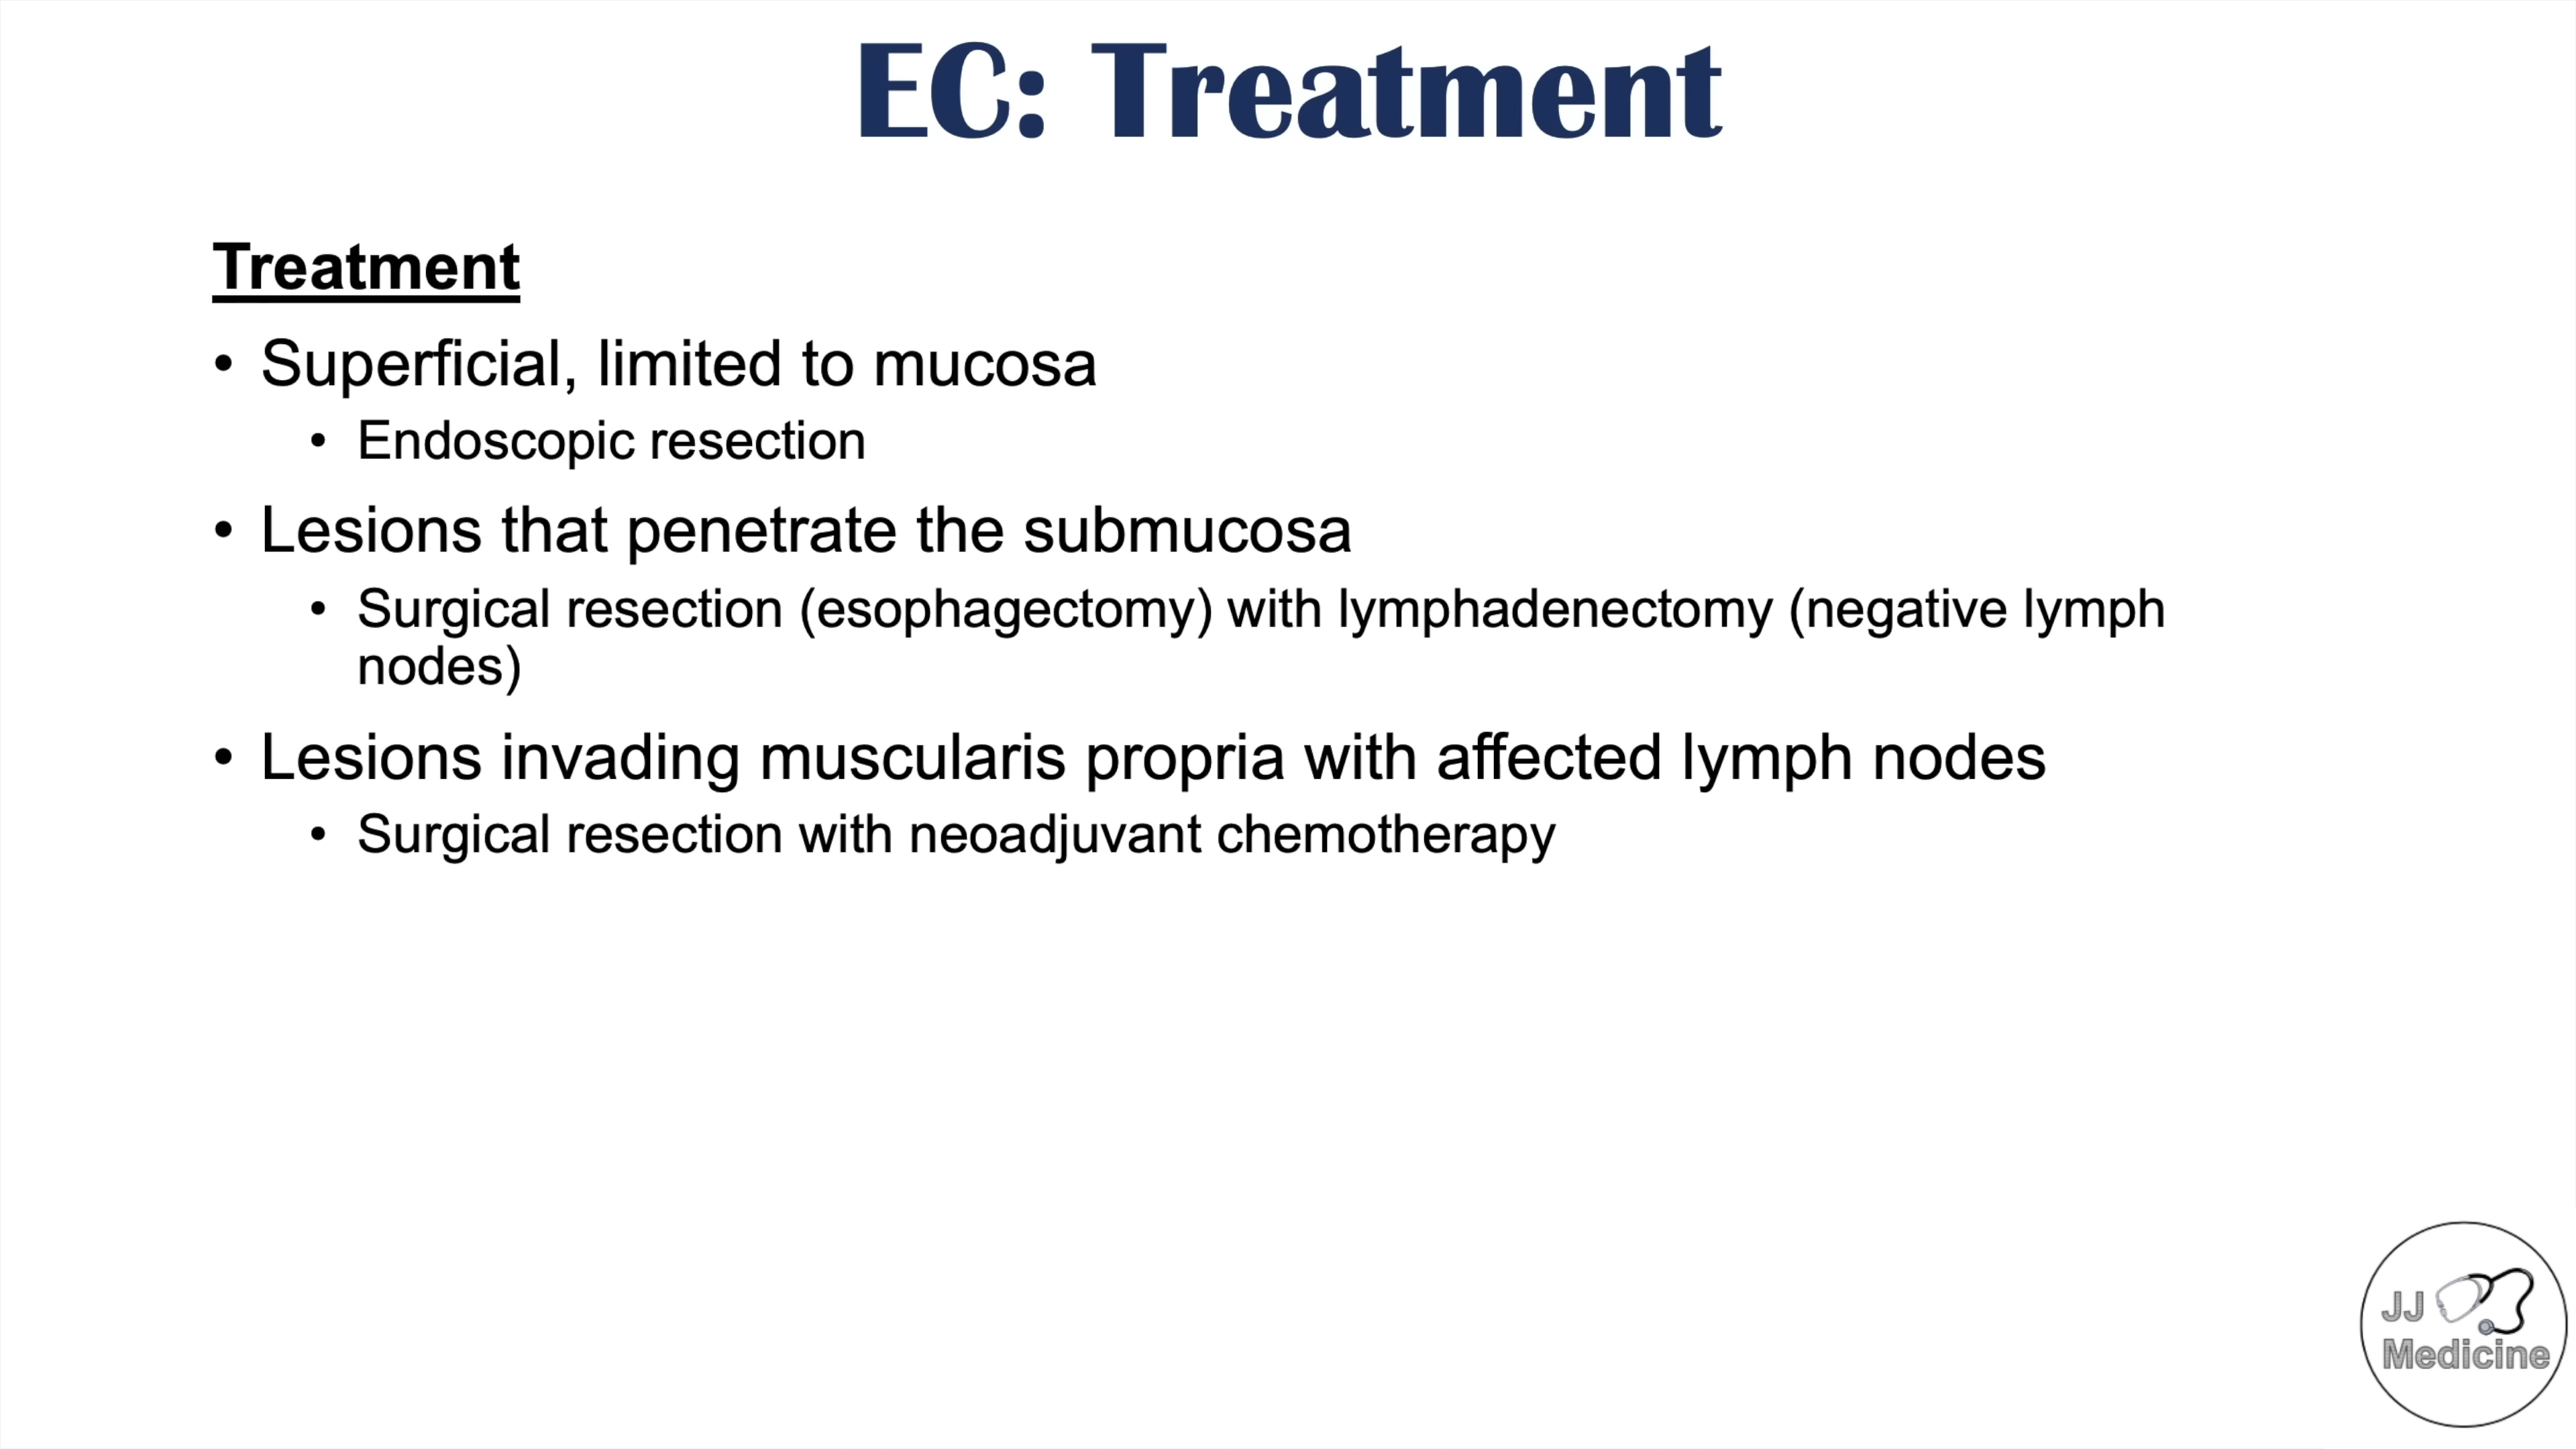 EC: Treatment
Treatment
• Superficial, limited to mucosa
• Endoscopic resection
• Lesions that penetrate the submucosa
• Surgical resection (esophagectomy) with lymphadenectomy (negative lymph
nodes)
• Lesions invading muscularis propria with affected lymph nodes
• Surgical resection with neoadjuvant chemotherapy
JJ
Medicine